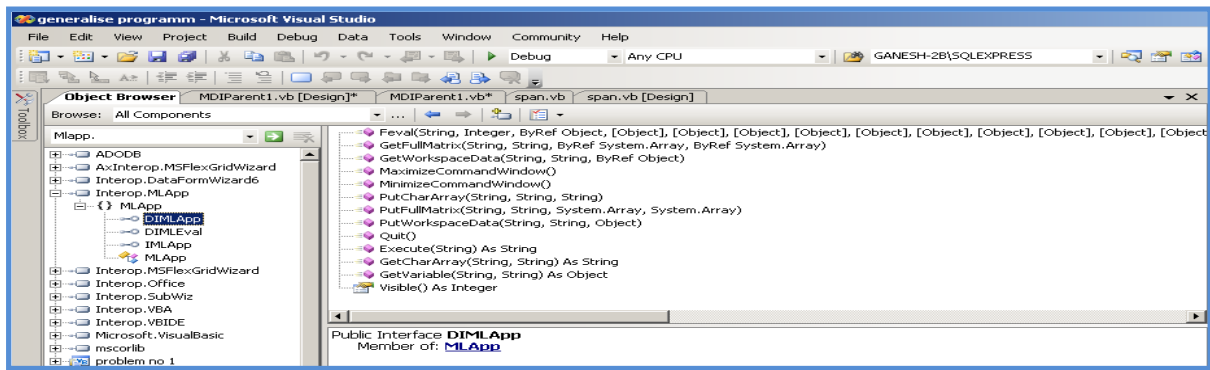 generalise programm - Microsoft Visual Studio
File Edit View Project Build Debug Data Tools Window Community Help
Debug Any CPU GANESH-2B\SQLEXPRESS
Object Browser MDIParent1.vb [Design]* MDIParent1.vb* span.vb span.vb [Design]
Toolbox
Browse: All Components ...
Mlapp.
ADODB
AxInterop.MSFlexGridWizard
Interop.DataFormWizard6
Interop.MLApp
{} MLApp
DIMLApp
DIMLEval
IMLApp
MLApp
Interop.MSFlexGridWizard
Interop.Office
Interop.SubWiz
Interop.VBA
Interop.VBIDE
Microsoft.VisualBasic
mscorlib
problem no 1
Feval(String, Integer, ByRef Object, [Object], [Object], [Object], [Object], [Object], [Object], [Object], [Object], [Object], [Object
GetFullMatrix(String, String, ByRef System.Array, ByRef System.Array)
GetWorkspaceData(String, String, ByRef Object)
MaximizeCommandWindow()
MinimizeCommandWindow()
PutCharArray(String, String, String)
PutFullMatrix(String, String, System.Array, System.Array)
PutWorkspaceData(String, String, Object)
Quit()
Execute(String) As String
GetCharArray(String, String) As String
GetVariable(String, String) As Object
Visible() As Integer
Public Interface DIMLApp
Member of: MLApp